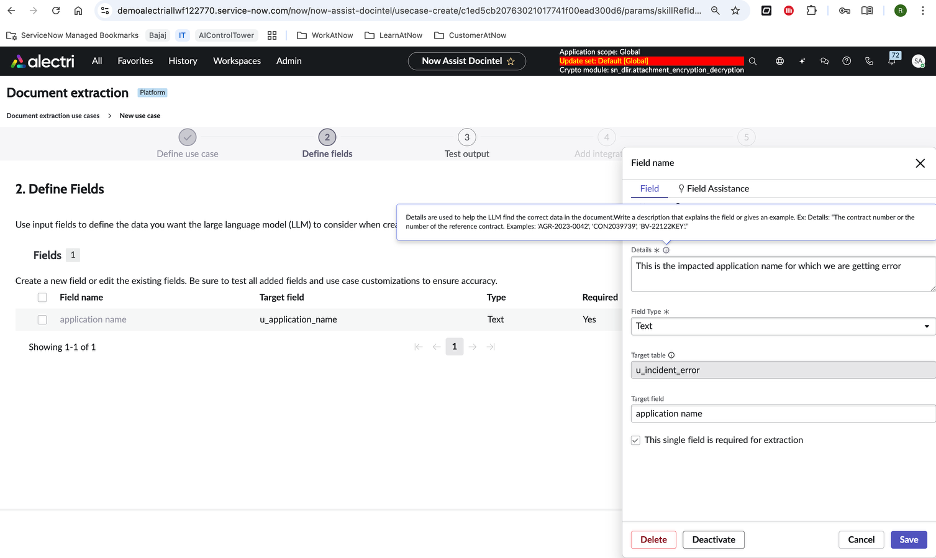 demoalectriallwf122770.service-now.com/now/now-assist-docintel/usecase-create/c1ed5cb20763021017741f00ead300d6/params/skillRefId...
R
ServiceNow Managed Bookmarks Bajaj IT AIControlTower WorkAtNow LearnAtNow CustomerAtNow
alectri All Favorites History Workspaces Admin
Now Assist Docintel
Application scope: Global
Update set: Default [Global]
Crypto module: sn_dlir.attachment_encryption_decryption
72
SA
Document extraction Platform
Document extraction use cases > New use case
2 3 4 5
Define use case Define fields Test output Add integrat
2. Define Fields
Use input fields to define the data you want the large language model (LLM) to consider when cre
Fields 1
Create a new field or edit the existing fields. Be sure to test all added fields and use case customizations to ensure accuracy.
Field name Target field Type Required
application name u_application_name Text Yes
Showing 1-1 of 1
1
Field name
Field Field Assistance
Details are used to help the LLM find the correct data in the document.Write a description that explains the field or gives an example. Ex: Details: "The contract number or the
number of the reference contract. Examples: 'AGR-2023-0042', 'CON2039739', 'BV-22122KEY'."
Details *
This is the impacted application name for which we are getting error
Field Type *
Text
Target table
u_incident_error
Target field
application name
This single field is required for extraction
Delete Deactivate Cancel Save